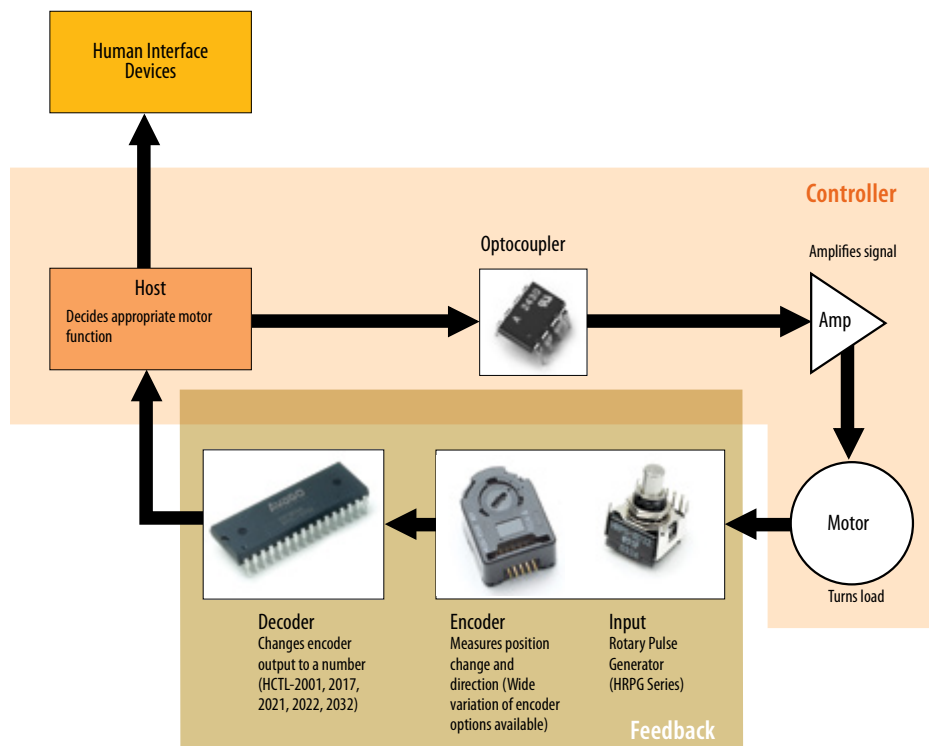 Human Interface
Devices
Controller
Optocoupler
Amplifies signal
Host
Decides appropriate motor
function
Amp
AVAGO
Motor
Turns load
Decoder
Changes encoder
output to a number
(HCTL-2001, 2017,
2021, 2022, 2032)
Encoder
Measures position
change and
direction (Wide
variation of encoder
options available)
Input
Rotary Pulse
Generator
(HRPG Series)
Feedback